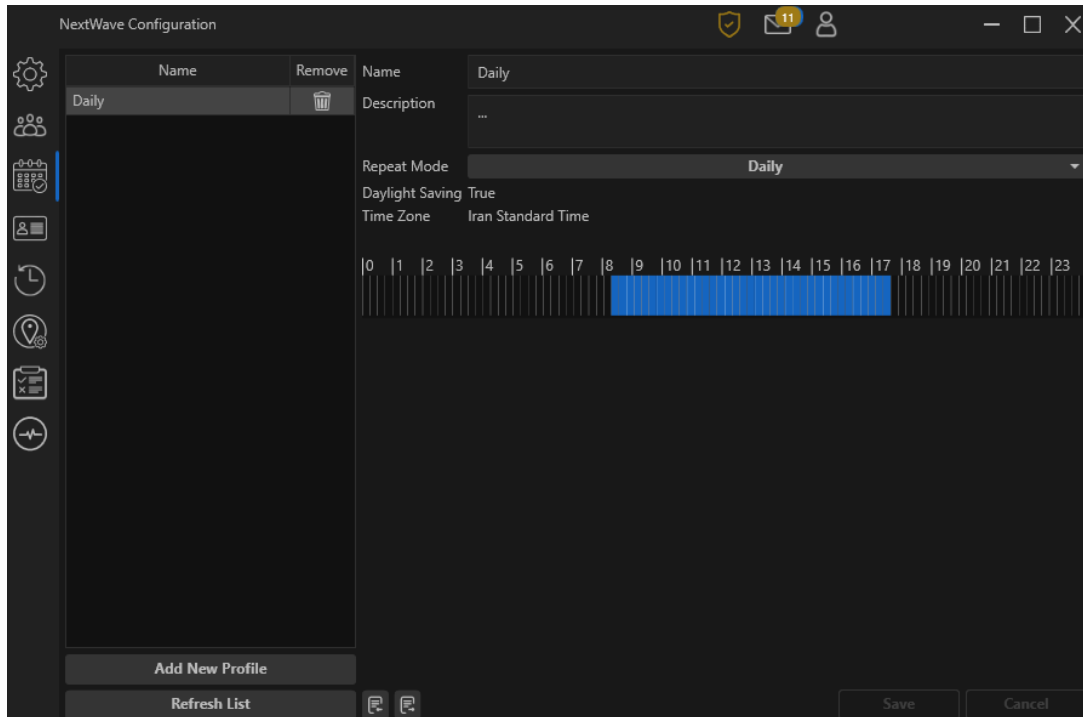 NextWave Configuration
11
Name Remove
Daily
Name Daily
Description ...
Repeat Mode Daily
Daylight Saving True
Time Zone Iran Standard Time
0 1 2 3 4 5 6 7 8 9 10 11 12 13 14 15 16 17 18 19 20 21 22 23
Add New Profile
Refresh List
Save Cancel